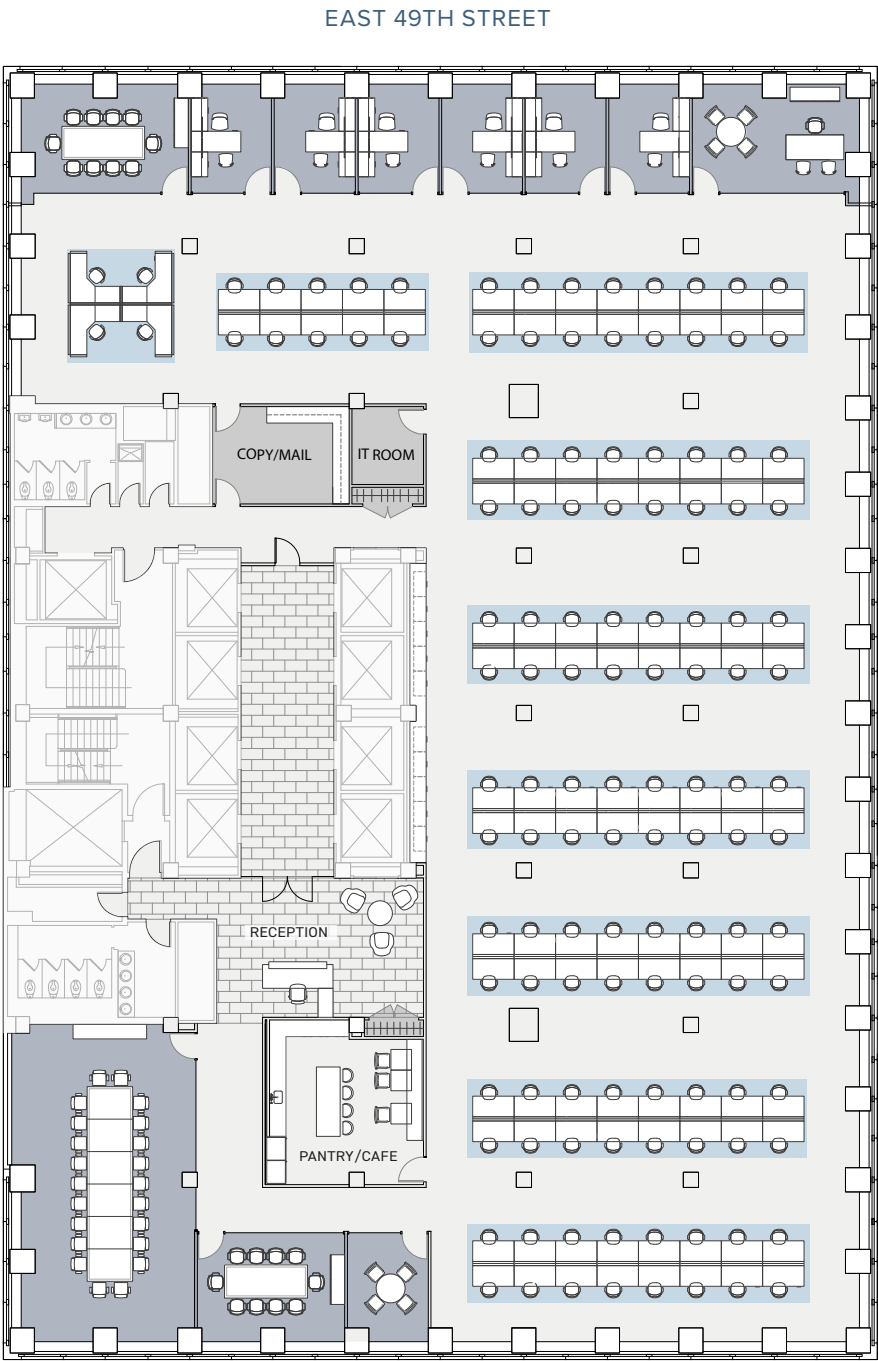 EAST 49TH STREET
COPY/MAIL
IT ROOM
RECEPTION
PANTRY/CAFE